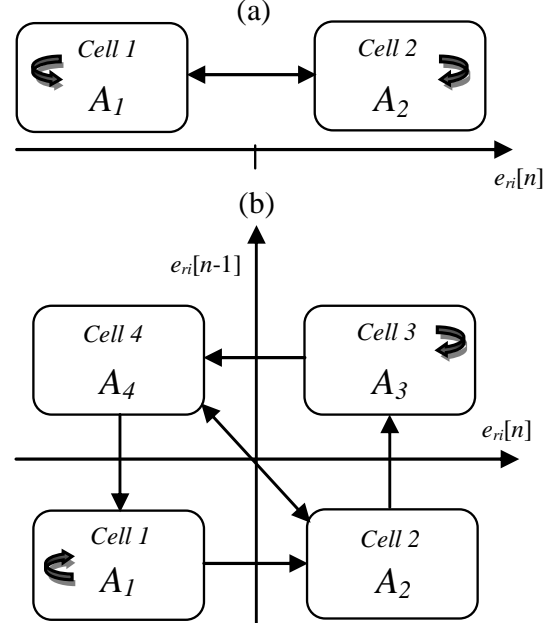 (a)
Cell 1
Cell 2
A1
A2
eri[n]
(b)
eri[n-1]
Cell 4
Cell 3
A4
A3
eri[n]
Cell 1
Cell 2
A1
A2